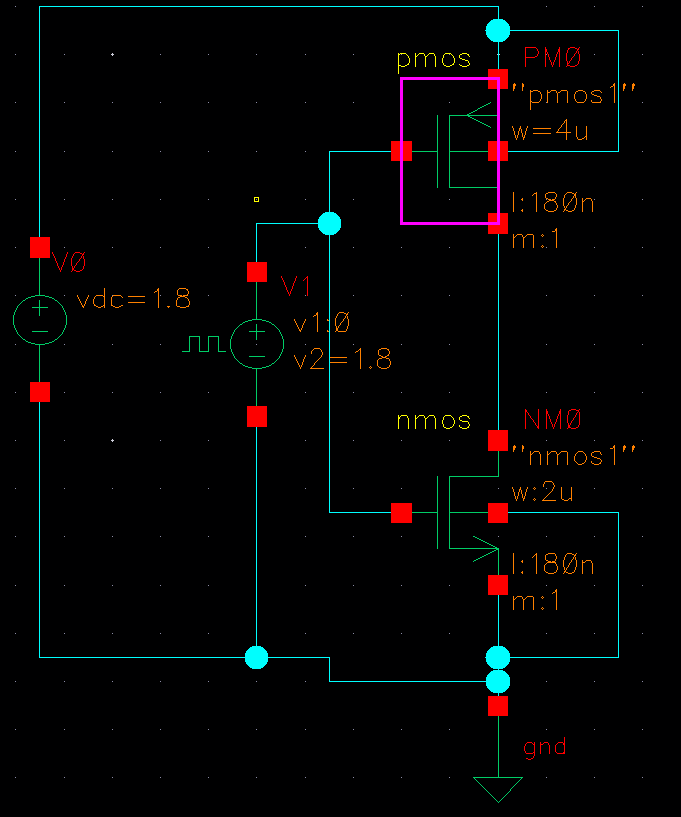 pmos PM0
"pmos1"
w=4u
l:180n
m:1
V0
vdc=1.8
V1
v1:0
v2=1.8
nmos NM0
"nmos1"
w:2u
l:180n
m:1
gnd